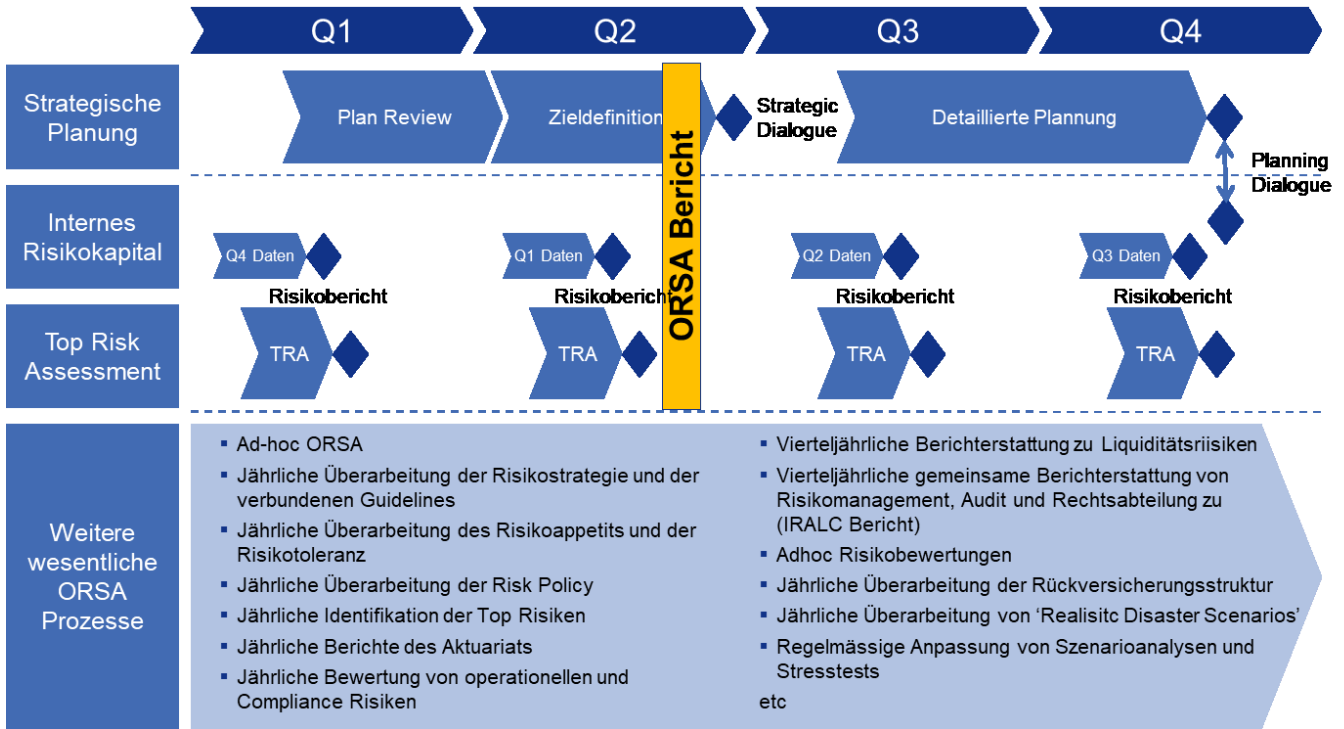 Q1
Q2
Q3
Q4
Strategische
Planung
Plan Review
Zieldefinition
Strategic
Dialogue
Detaillierte Plannung
Planning
Dialogue
ORSA Bericht
Internes
Risikokapital
Q4 Daten
Q1 Daten
Q2 Daten
Q3 Daten
Risikobericht
Risikobericht
Risikobericht
Risikobericht
Top Risk
Assessment
TRA
TRA
TRA
TRA
Weitere
wesentliche
ORSA
Prozesse
▪ Ad-hoc ORSA
▪ Jährliche Überarbeitung der Risikostrategie und der
verbundenen Guidelines
▪ Jährliche Überarbeitung des Risikoappetits und der
Risikotoleranz
▪ Jährliche Überarbeitung der Risk Policy
▪ Jährliche Identifikation der Top Risiken
▪ Jährliche Berichte des Aktuariats
▪ Jährliche Bewertung von operationellen und
Compliance Risiken
▪ Vierteljährliche Berichterstattung zu Liquiditätsriisiken
▪ Vierteljährliche gemeinsame Berichterstattung von
Risikomanagement, Audit und Rechtsabteilung zu
(IRALC Bericht)
▪ Adhoc Risikobewertungen
▪ Jährliche Überarbeitung der Rückversicherungsstruktur
▪ Jährliche Überarbeitung von ‘Realisitc Disaster Scenarios’
▪ Regelmässige Anpassung von Szenarioanalysen und
Stresstests
etc